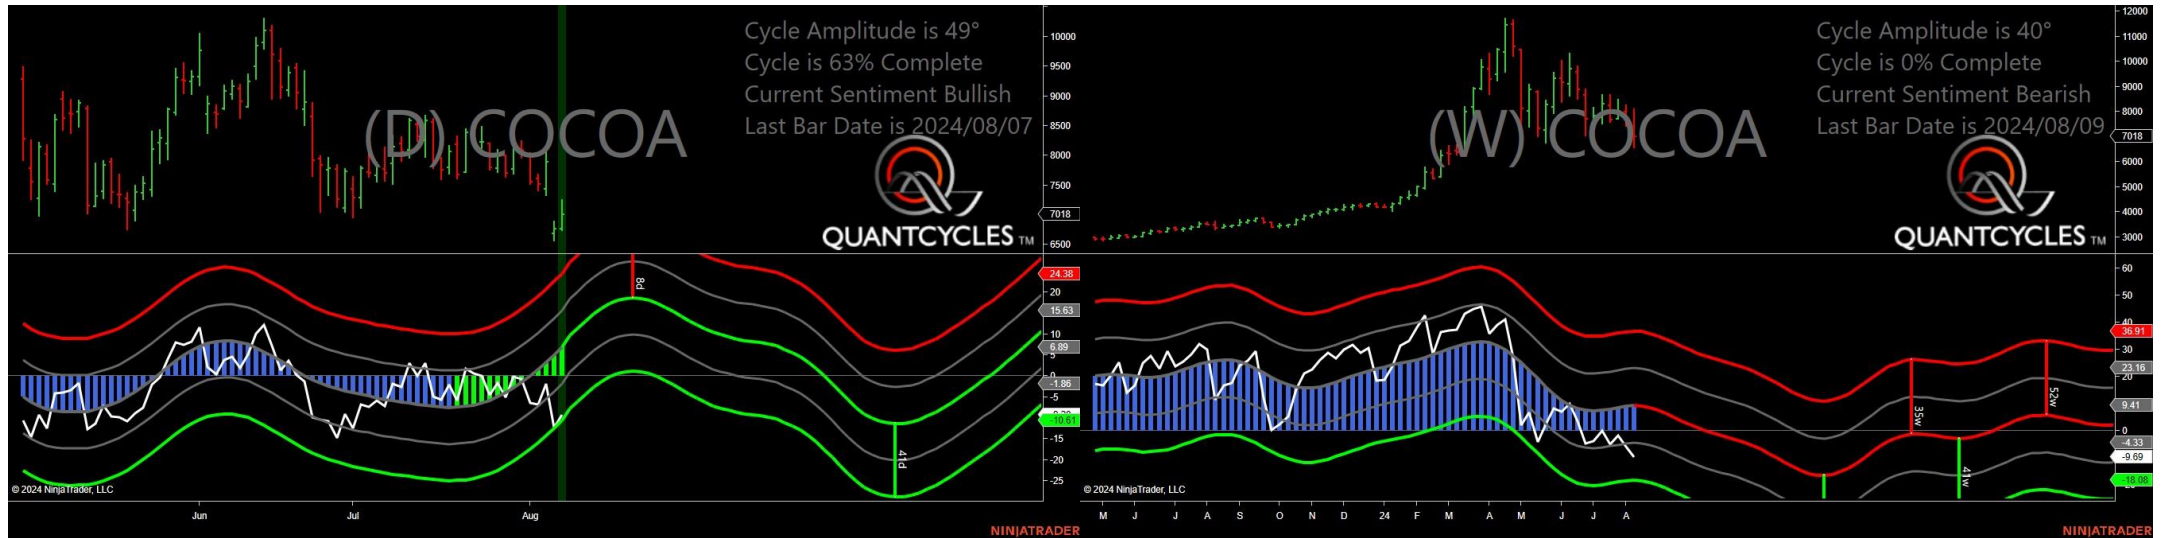 Cycle Amplitude is 49°
Cycle is 63% Complete
Current Sentiment Bullish
Last Bar Date is 2024/08/07
(D) COCOA
QUANTCYCLES TM
10000
9500
9000
8500
8000
7500
7018
6500
24.38
20
15.63
10
6.89
5
0
-1.86
-5
-10.61
-15
-20
-25
8d
41d
© 2024 NinjaTrader, LLC
Jun Jul Aug
NINJATRADER
Cycle Amplitude is 40°
Cycle is 0% Complete
Current Sentiment Bearish
Last Bar Date is 2024/08/09
(W) COCOA
QUANTCYCLES TM
12000
11000
10000
9000
8000
7018
6000
5000
4000
3000
60
50
40
36.91
30
23.16
20
9.41
0
-4.33
-9.69
-18.08
35w
41w
52w
© 2024 NinjaTrader, LLC
M J J A S O N D 24 F M A M J J A
NINJATRADER